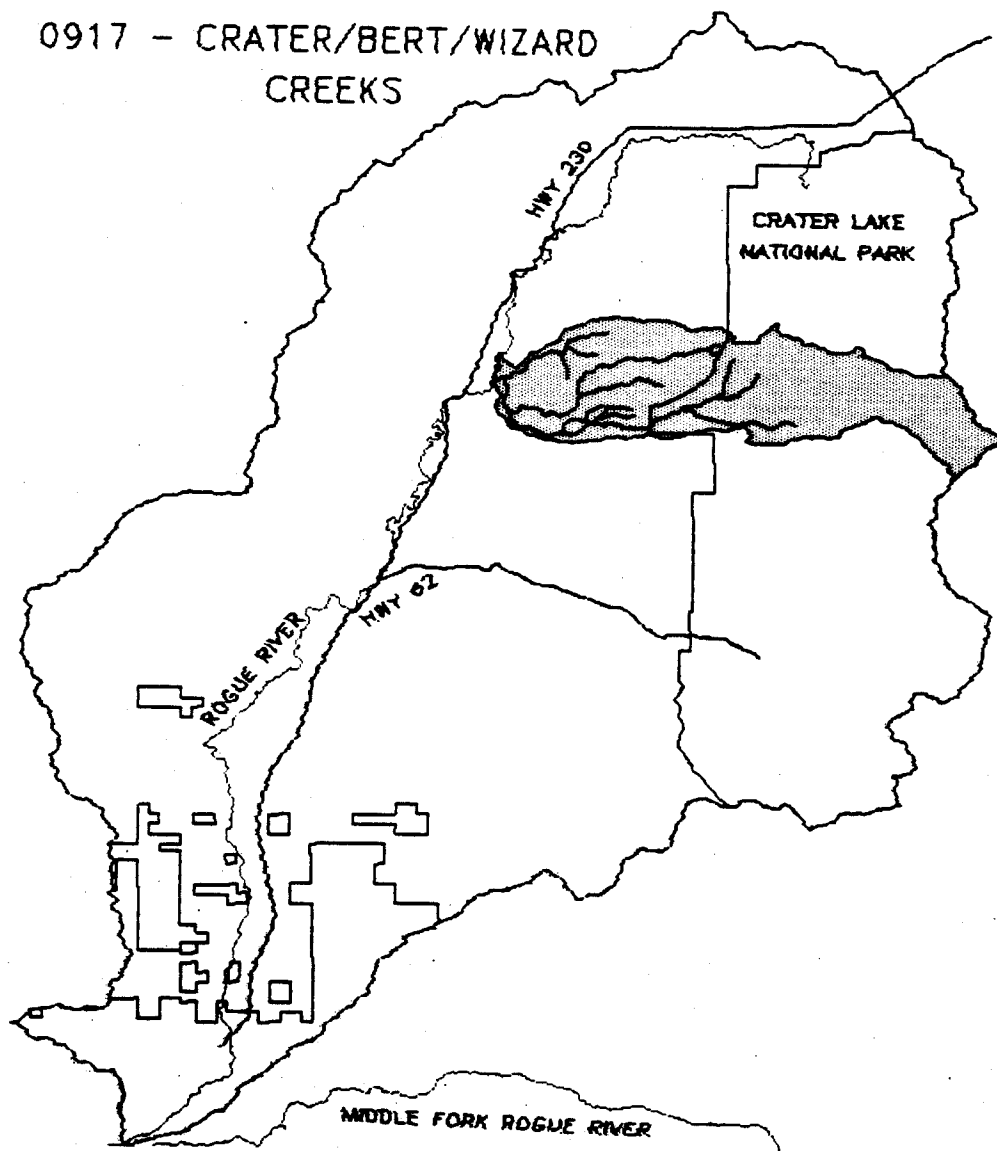 0917 - CRATER/BERT/WIZARD
CREEKS
HWY 230
CRATER LAKE
NATIONAL PARK
HWY 62
ROGUE RIVER
MIDDLE FORK ROGUE RIVER